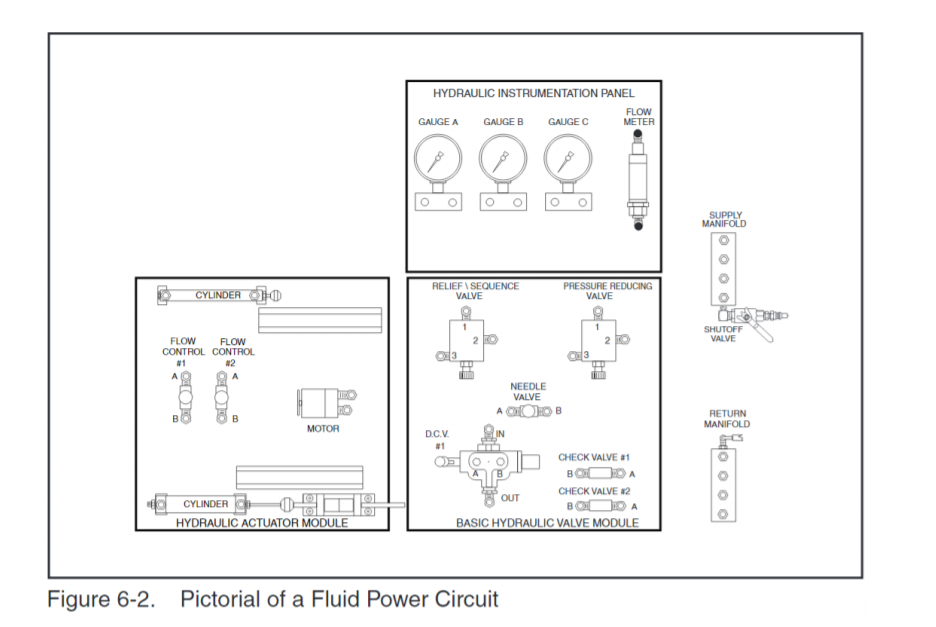 HYDRAULIC INSTRUMENTATION PANEL
GAUGE A
GAUGE B
GAUGE C
FLOW
METER
SUPPLY
MANIFOLD
SHUTOFF
VALVE
RELIEF \ SEQUENCE
VALVE
1
2
3
PRESSURE REDUCING
VALVE
1
2
3
CYLINDER
FLOW
CONTROL
#1
A
B
FLOW
CONTROL
#2
A
B
MOTOR
NEEDLE
VALVE
A
B
D.C.V.
#1
IN
A
B
OUT
CHECK VALVE #1
B
A
CHECK VALVE #2
B
A
RETURN
MANIFOLD
CYLINDER
HYDRAULIC ACTUATOR MODULE
BASIC HYDRAULIC VALVE MODULE
Figure 6-2. Pictorial of a Fluid Power Circuit